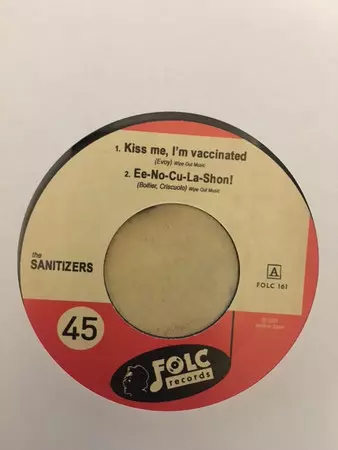 1. Kiss me, I'm vaccinated
(Evoy) Wipe Out Music
2. Ee-No-Cu-La-Shon!
(Boltier, Criscuolo) Wipe Out Music
the
SANITIZERS
A
FOLC 161
45
FOLC
records